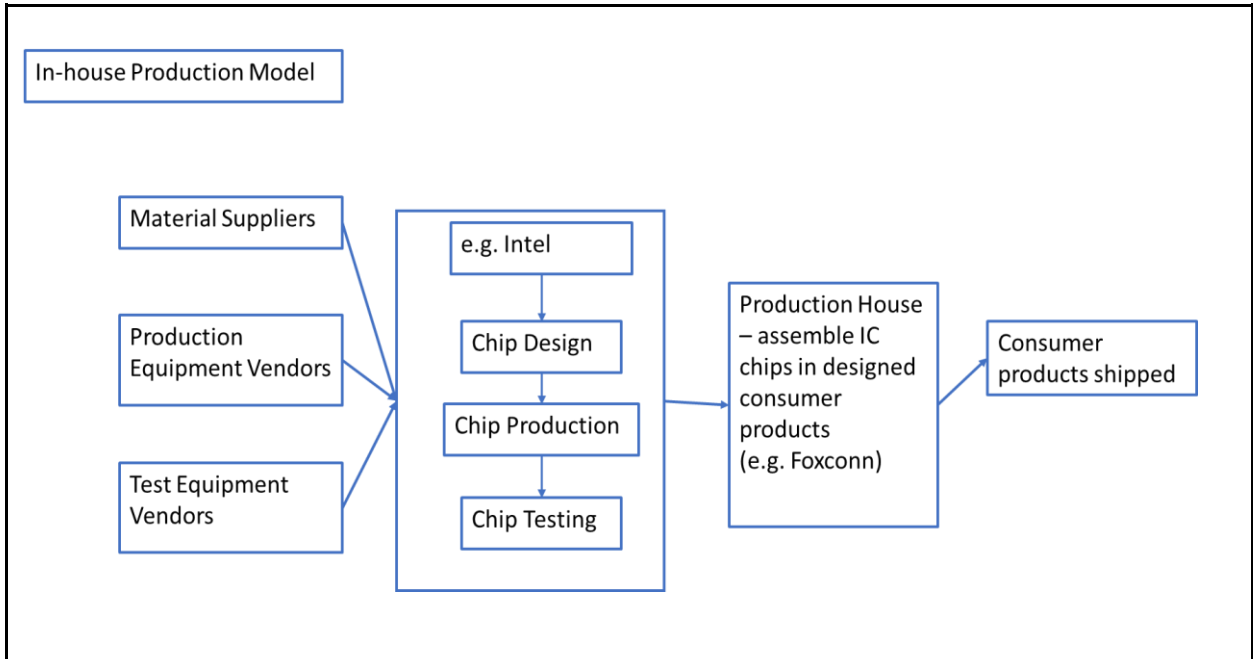 In-house Production Model
Material Suppliers
Production
Equipment Vendors
Test Equipment
Vendors
e.g. Intel
Chip Design
Chip Production
Chip Testing
Production House
– assemble IC
chips in designed
consumer
products
(e.g. Foxconn)
Consumer
products shipped